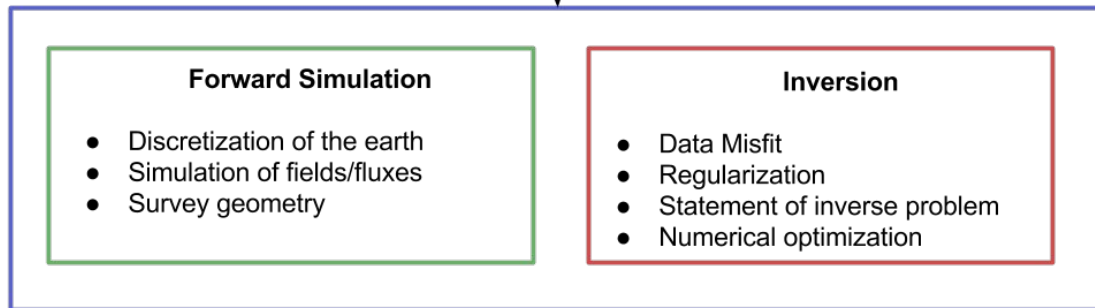 Forward Simulation
● Discretization of the earth
● Simulation of fields/fluxes
● Survey geometry
Inversion
● Data Misfit
● Regularization
● Statement of inverse problem
● Numerical optimization